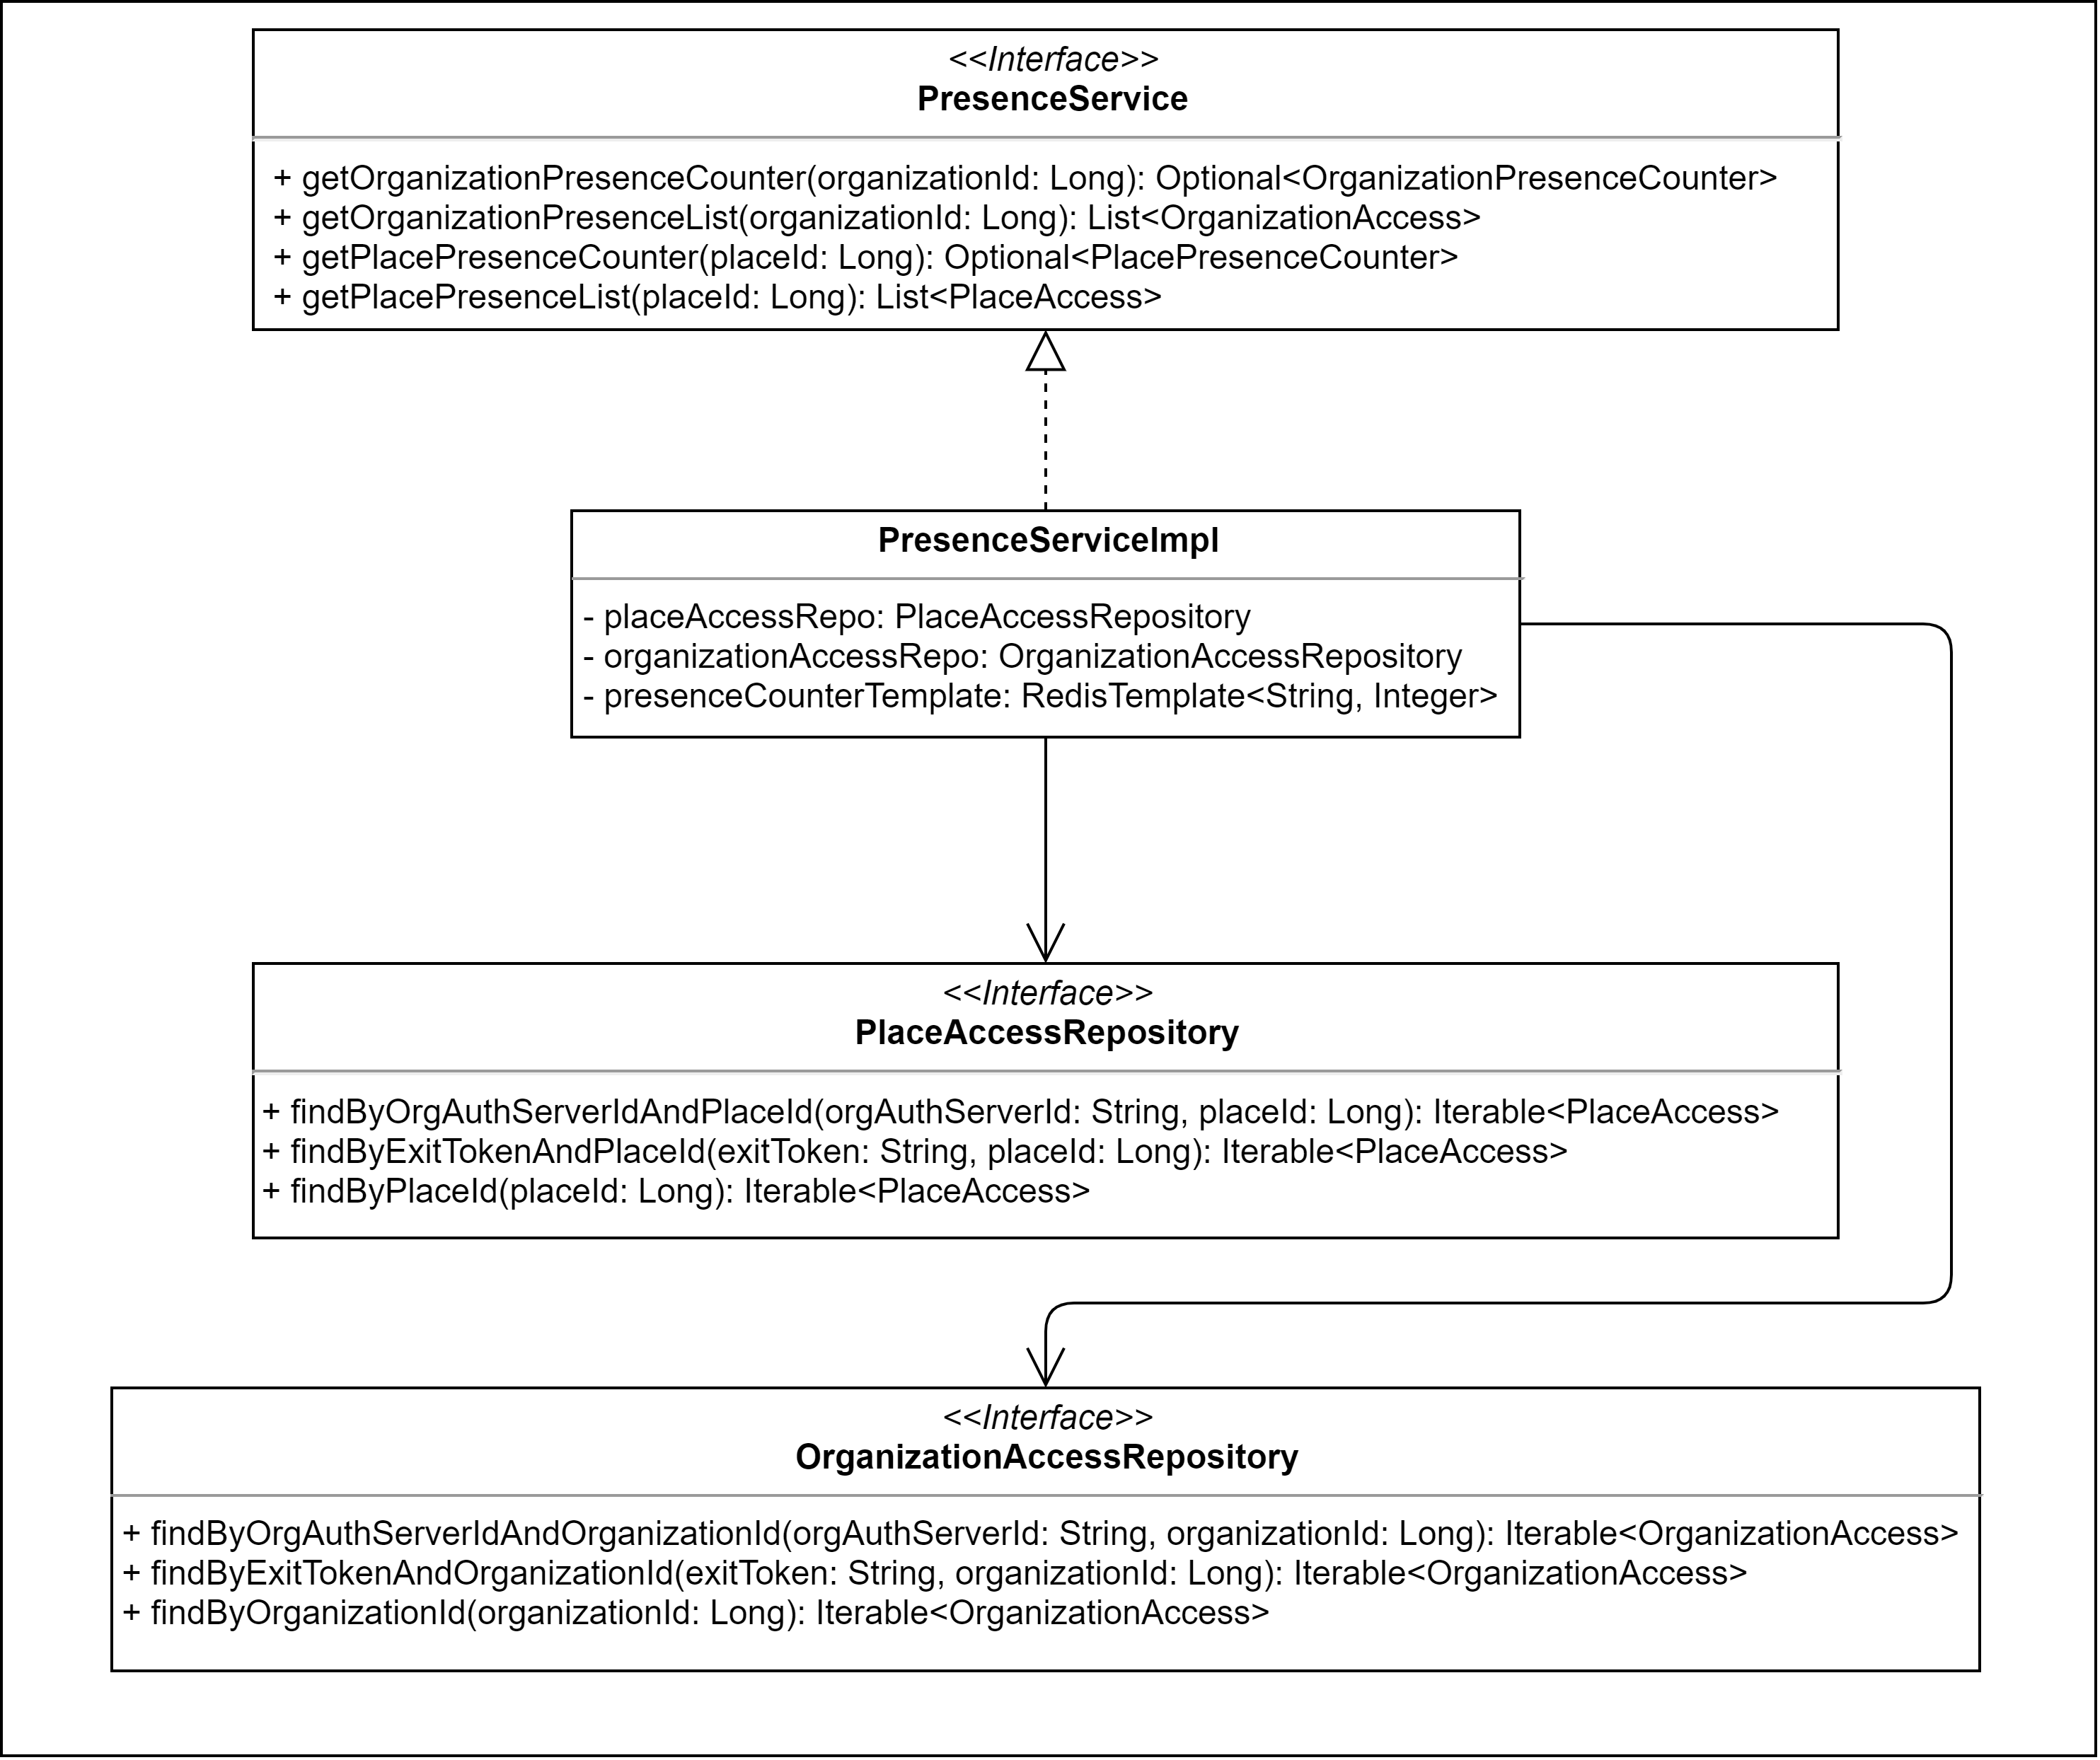 <<Interface>>
PresenceService
+ getOrganizationPresenceCounter(organizationId: Long): Optional<OrganizationPresenceCounter>
+ getOrganizationPresenceList(organizationId: Long): List<OrganizationAccess>
+ getPlacePresenceCounter(placeId: Long): Optional<PlacePresenceCounter>
+ getPlacePresenceList(placeId: Long): List<PlaceAccess>
PresenceServiceImpl
- placeAccessRepo: PlaceAccessRepository
- organizationAccessRepo: OrganizationAccessRepository
- presenceCounterTemplate: RedisTemplate<String, Integer>
<<Interface>>
PlaceAccessRepository
+ findByOrgAuthServerIdAndPlaceId(orgAuthServerId: String, placeId: Long): Iterable<PlaceAccess>
+ findByExitTokenAndPlaceId(exitToken: String, placeId: Long): Iterable<PlaceAccess>
+ findByPlaceId(placeId: Long): Iterable<PlaceAccess>
<<Interface>>
OrganizationAccessRepository
+ findByOrgAuthServerIdAndOrganizationId(orgAuthServerId: String, organizationId: Long): Iterable<OrganizationAccess>
+ findByExitTokenAndOrganizationId(exitToken: String, organizationId: Long): Iterable<OrganizationAccess>
+ findByOrganizationId(organizationId: Long): Iterable<OrganizationAccess>